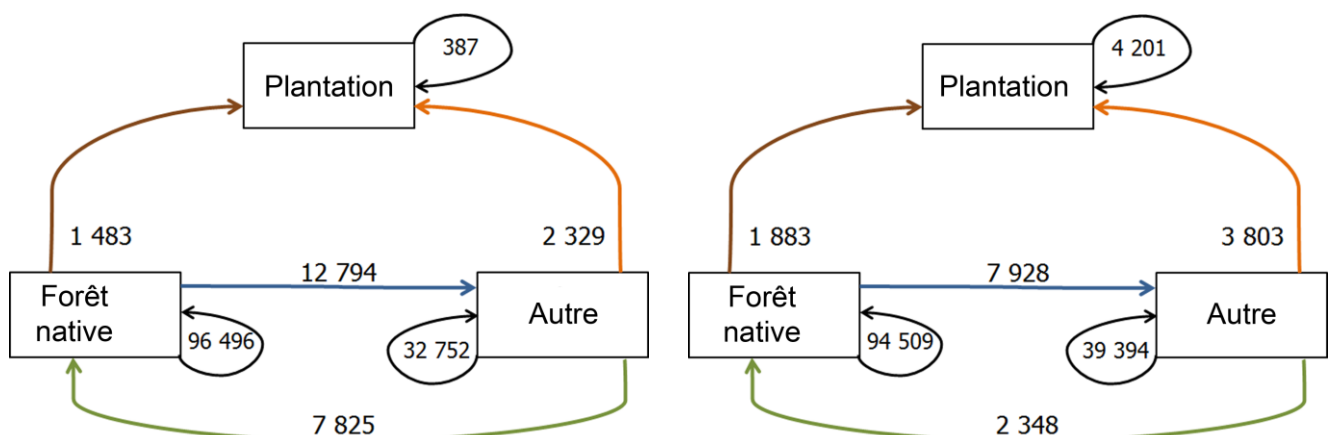 387
Plantation
1 483
2 329
12 794
Forêt
native
Autre
96 496
32 752
7 825
4 201
Plantation
1 883
3 803
7 928
Forêt
native
Autre
94 509
39 394
2 348